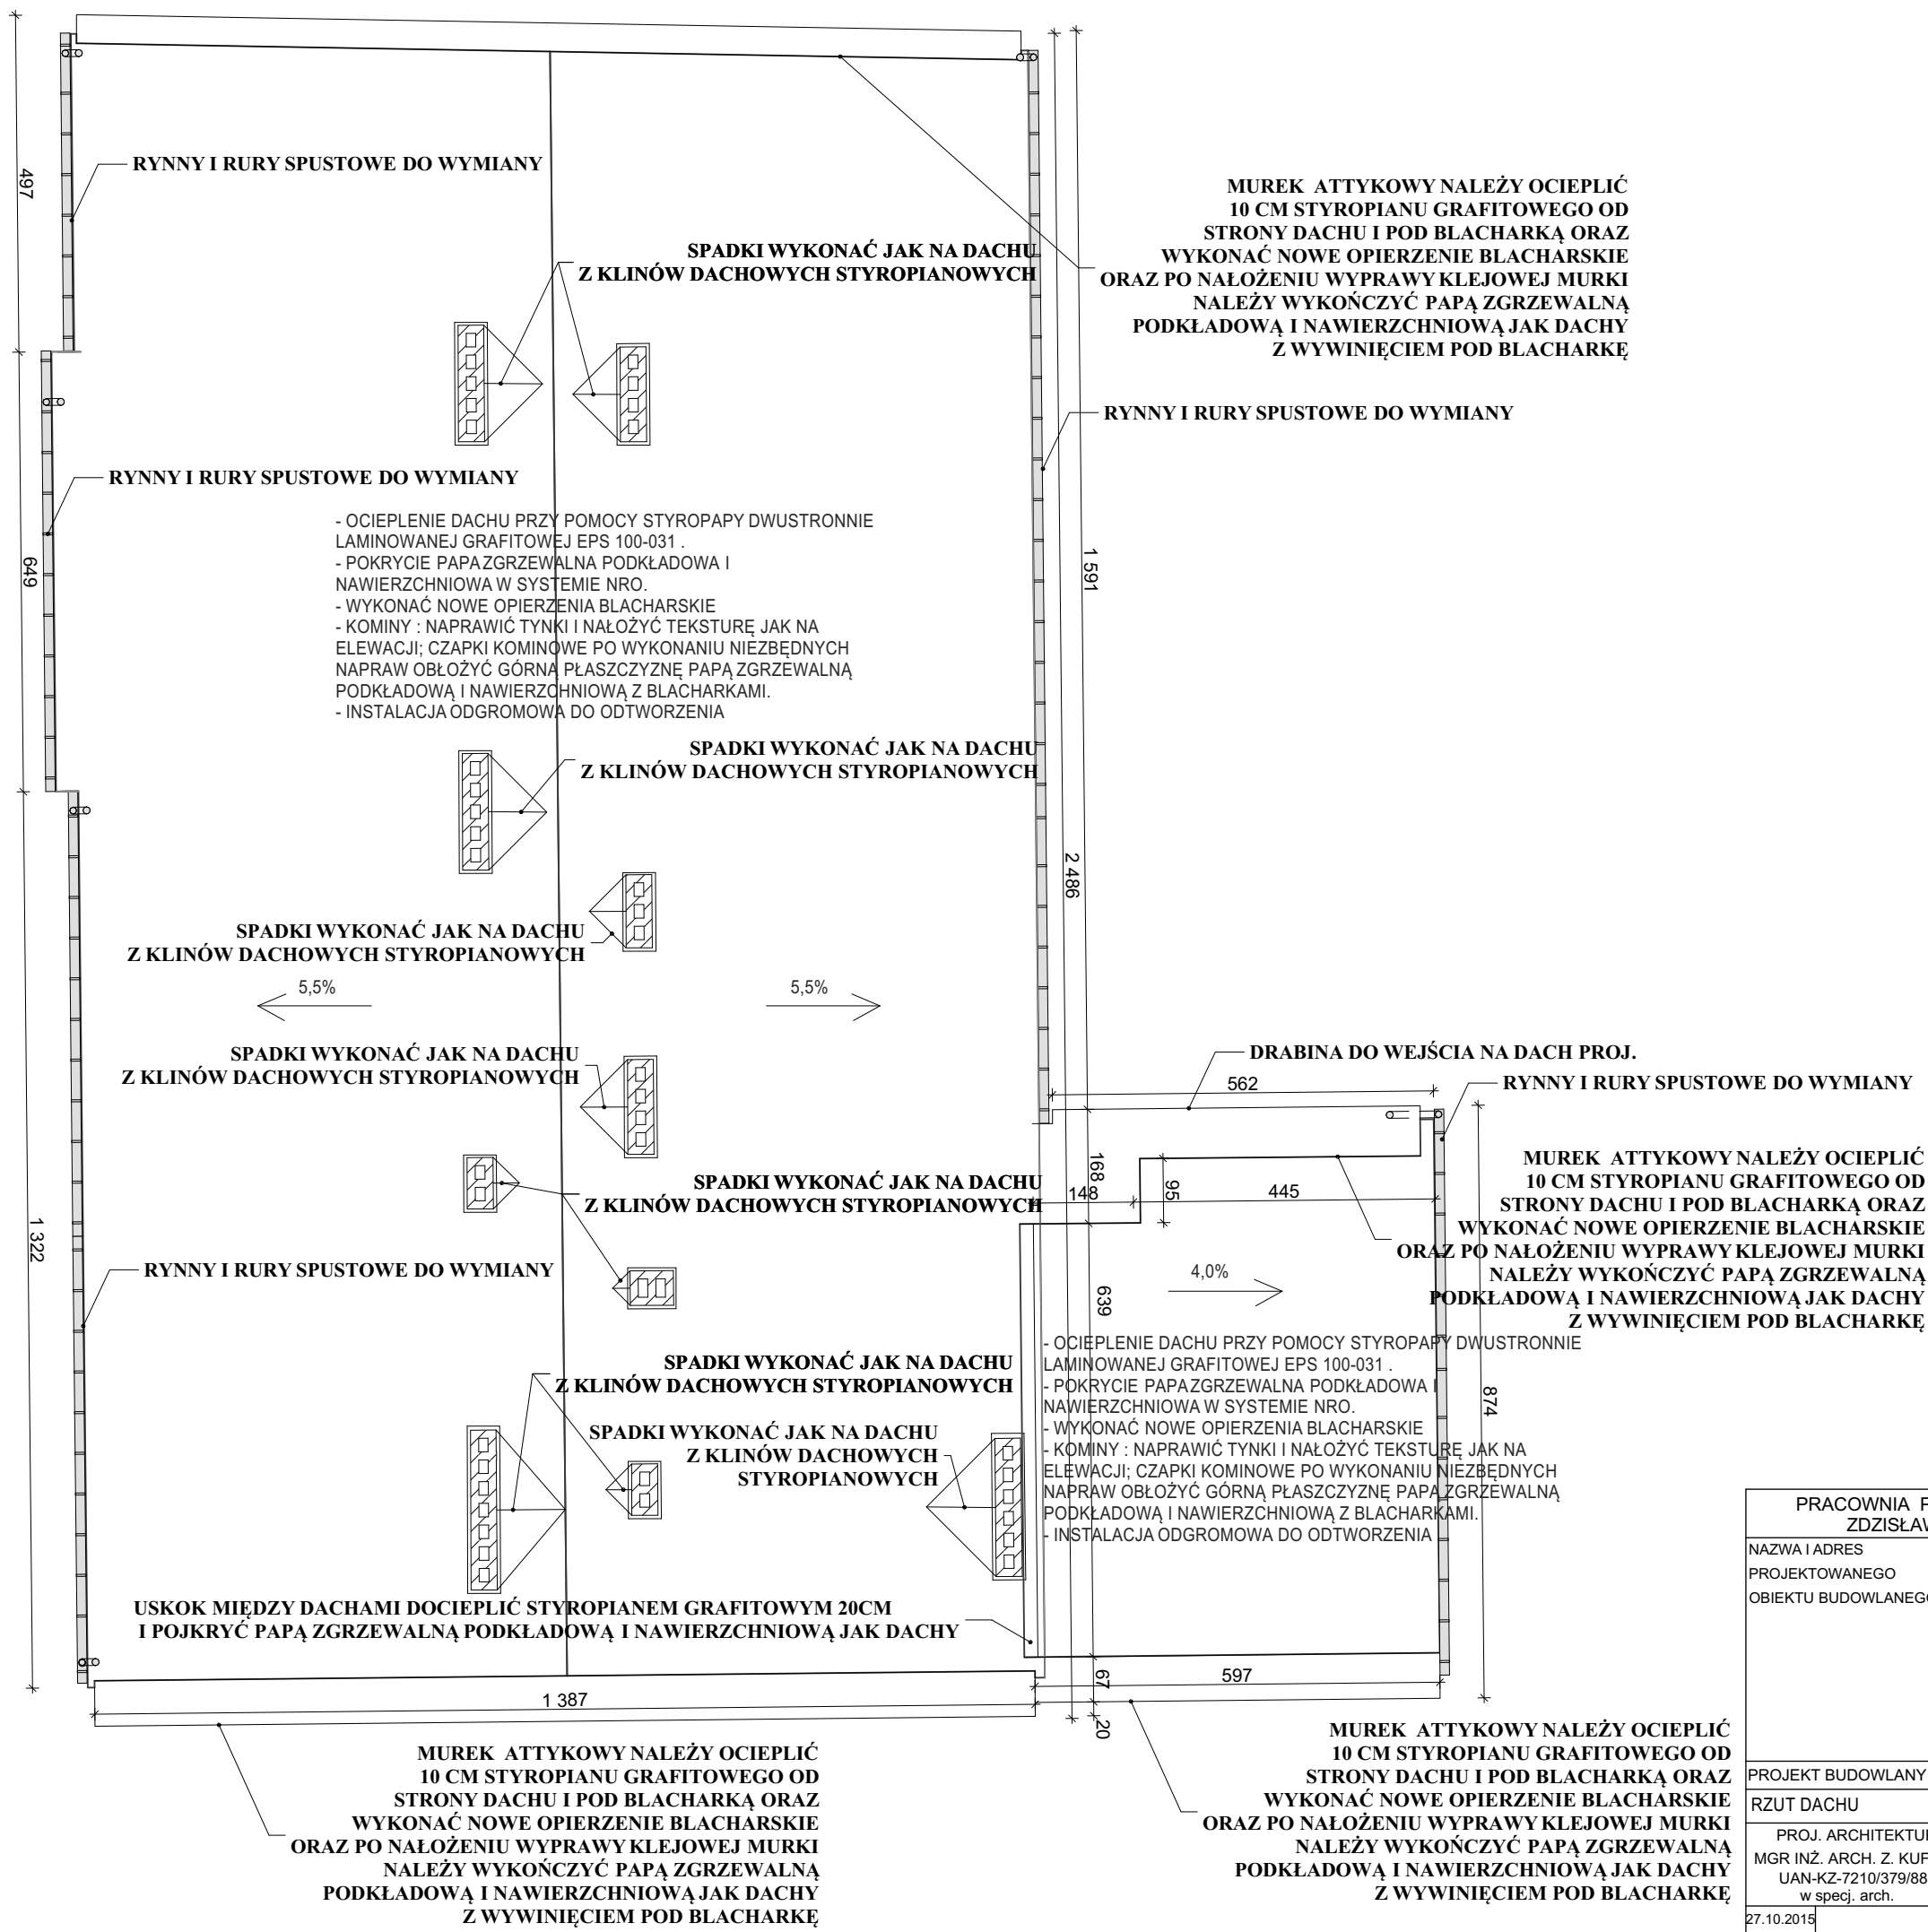 497
RYNNY I RURY SPUSTOWE DO WYMIANY
SPADKI WYKONAĆ JAK NA DACHU
Z KLINÓW DACHOWYCH STYROPIANOWYCH
MUREK ATTYKOWY NALEŻY OCIEPLIĆ
10 CM STYROPIANU GRAFITOWEGO OD
STRONY DACHU I POD BLACHARKĄ ORAZ
WYKONAĆ NOWE OPIERZENIE BLACHARSKIE
ORAZ PO NAŁOŻENIU WYPRAWY KLEJOWEJ MURKI
NALEŻY WYKOŃCZYĆ PAPĄ ZGRZEWALNĄ
PODKŁADOWĄ I NAWIERZCHNIOWĄ JAK DACHY
Z WYWINIĘCIEM POD BLACHARKĘ
RYNNY I RURY SPUSTOWE DO WYMIANY
RYNNY I RURY SPUSTOWE DO WYMIANY
649
- OCIEPLENIE DACHU PRZY POMOCY STYROPAPY DWUSTRONNIE
LAMINOWANEJ GRAFITOWEJ EPS 100-031 .
- POKRYCIE PAPA ZGRZEWALNA PODKŁADOWA I
NAWIERZCHNIOWA W SYSTEMIE NRO.
- WYKONAĆ NOWE OPIERZENIA BLACHARSKIE
- KOMINY : NAPRAWIĆ TYNKI I NAŁOŻYĆ TEKSTURĘ JAK NA
ELEWACJI; CZAPKI KOMINOWE PO WYKONANIU NIEZBĘDNYCH
NAPRAW OBŁOŻYĆ GÓRNĄ PŁASZCZYZNĘ PAPĄ ZGRZEWALNĄ
PODKŁADOWĄ I NAWIERZCHNIOWĄ Z BLACHARKAMI.
- INSTALACJA ODGROMOWA DO ODTWORZENIA
1 591
2 486
SPADKI WYKONAĆ JAK NA DACHU
Z KLINÓW DACHOWYCH STYROPIANOWYCH
SPADKI WYKONAĆ JAK NA DACHU
Z KLINÓW DACHOWYCH STYROPIANOWYCH
5,5%
5,5%
SPADKI WYKONAĆ JAK NA DACHU
Z KLINÓW DACHOWYCH STYROPIANOWYCH
DRABINA DO WEJŚCIA NA DACH PROJ.
562
RYNNY I RURY SPUSTOWE DO WYMIANY
168
148
95
445
SPADKI WYKONAĆ JAK NA DACHU
Z KLINÓW DACHOWYCH STYROPIANOWYCH
MUREK ATTYKOWY NALEŻY OCIEPLIĆ
10 CM STYROPIANU GRAFITOWEGO OD
STRONY DACHU I POD BLACHARKĄ ORAZ
WYKONAĆ NOWE OPIERZENIE BLACHARSKIE
ORAZ PO NAŁOŻENIU WYPRAWY KLEJOWEJ MURKI
NALEŻY WYKOŃCZYĆ PAPĄ ZGRZEWALNĄ
PODKŁADOWĄ I NAWIERZCHNIOWĄ JAK DACHY
Z WYWINIĘCIEM POD BLACHARKĘ
1 322
RYNNY I RURY SPUSTOWE DO WYMIANY
4,0%
639
- OCIEPLENIE DACHU PRZY POMOCY STYROPAPY DWUSTRONNIE
LAMINOWANEJ GRAFITOWEJ EPS 100-031 .
- POKRYCIE PAPA ZGRZEWALNA PODKŁADOWA I
NAWIERZCHNIOWA W SYSTEMIE NRO.
- WYKONAĆ NOWE OPIERZENIA BLACHARSKIE
- KOMINY : NAPRAWIĆ TYNKI I NAŁOŻYĆ TEKSTURĘ JAK NA
ELEWACJI; CZAPKI KOMINOWE PO WYKONANIU NIEZBĘDNYCH
NAPRAW OBŁOŻYĆ GÓRNĄ PŁASZCZYZNĘ PAPĄ ZGRZEWALNĄ
PODKŁADOWĄ I NAWIERZCHNIOWĄ Z BLACHARKAMI.
- INSTALACJA ODGROMOWA DO ODTWORZENIA
874
SPADKI WYKONAĆ JAK NA DACHU
Z KLINÓW DACHOWYCH STYROPIANOWYCH
SPADKI WYKONAĆ JAK NA DACHU
Z KLINÓW DACHOWYCH
STYROPIANOWYCH
USKOK MIĘDZY DACHAMI DOCIEPLIĆ STYROPIANEM GRAFITOWYM 20CM
I POJKRYĆ PAPĄ ZGRZEWALNĄ PODKŁADOWĄ I NAWIERZCHNIOWĄ JAK DACHY
1 387
67
597
20
MUREK ATTYKOWY NALEŻY OCIEPLIĆ
10 CM STYROPIANU GRAFITOWEGO OD
STRONY DACHU I POD BLACHARKĄ ORAZ
WYKONAĆ NOWE OPIERZENIE BLACHARSKIE
ORAZ PO NAŁOŻENIU WYPRAWY KLEJOWEJ MURKI
NALEŻY WYKOŃCZYĆ PAPĄ ZGRZEWALNĄ
PODKŁADOWĄ I NAWIERZCHNIOWĄ JAK DACHY
Z WYWINIĘCIEM POD BLACHARKĘ
MUREK ATTYKOWY NALEŻY OCIEPLIĆ
10 CM STYROPIANU GRAFITOWEGO OD
STRONY DACHU I POD BLACHARKĄ ORAZ
WYKONAĆ NOWE OPIERZENIE BLACHARSKIE
ORAZ PO NAŁOŻENIU WYPRAWY KLEJOWEJ MURKI
NALEŻY WYKOŃCZYĆ PAPĄ ZGRZEWALNĄ
PODKŁADOWĄ I NAWIERZCHNIOWĄ JAK DACHY
Z WYWINIĘCIEM POD BLACHARKĘ
PRACOWNIA
NAZWA I ADRES
PROJEKTOWANEGO
PROJEKT BUDOWLANY
RZUT DACHU
PROJ.
MGR INŻ. ARCH. Z.
UAN-KZ-7210/379/88
w specj. arch.
27.10.2015